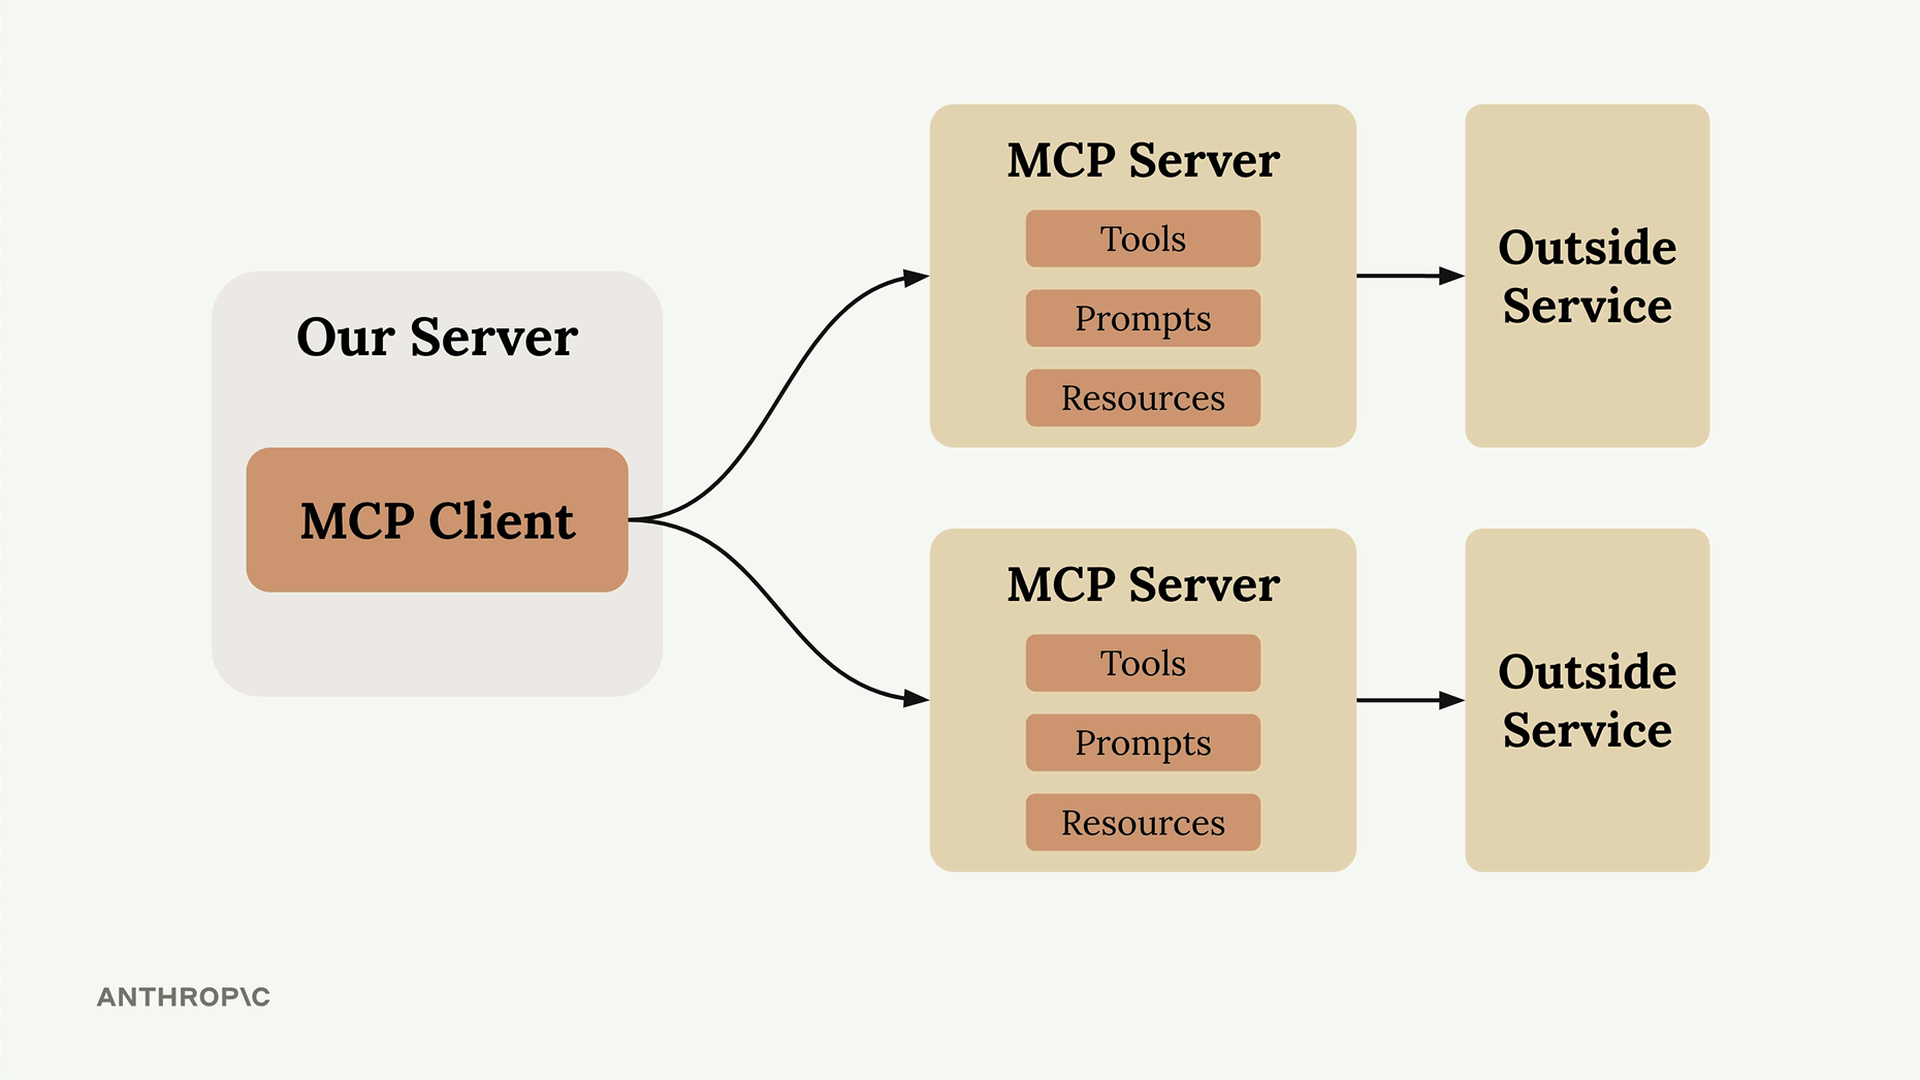 Our Server
MCP Client
MCP Server
Tools
Prompts
Resources
Outside
Service
MCP Server
Tools
Prompts
Resources
Outside
Service
ANTHROP\C